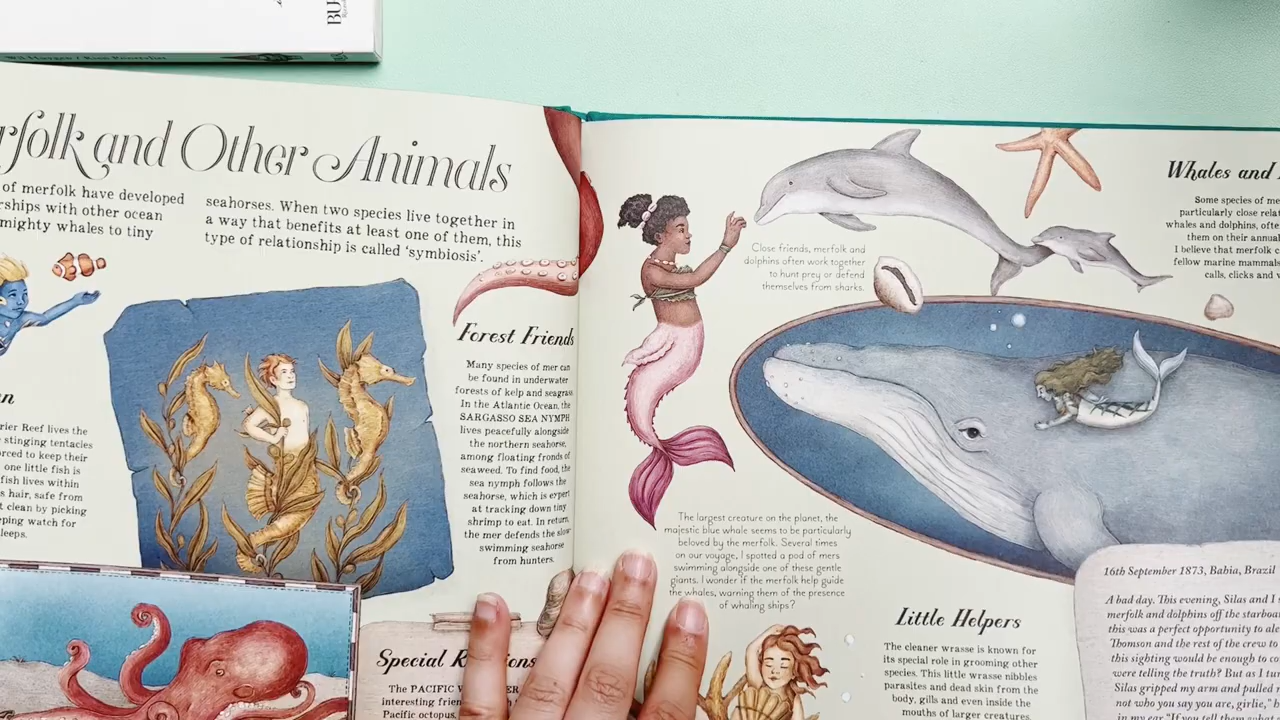 BU
rfolk and Other Animals
of merfolk have developed
rships with other ocean
mighty whales to tiny
seahorses. When two species live together in
a way that benefits at least one of them, this
type of relationship is called ‘symbiosis’.
n
rier Reef lives the
stinging tentacles
orced to keep their
one little fish is
fish lives within
s hair, safe from
t clean by picking
eping watch for
leeps.
Forest Friends
Many species of mer can
be found in underwater
forests of kelp and seagrass.
In the Atlantic Ocean, the
SARGASSO SEA NYMPH
lives peacefully alongside
the northern seahorse,
among floating fronds of
seaweed. To find food, the
sea nymph follows the
seahorse, which is expert
at tracking down tiny
shrimp to eat. In return,
the mer defends the slow
swimming seahorse
from hunters.
Special R
The PACIFIC
interesting frien
Pacific octopus,
Close friends, merfolk and
dolphins often work together
to hunt prey or defend
themselves from sharks.
Whales and
Some species of me
particularly close rela
whales and dolphins, ofte
them on their annua
I believe that merfolk
fellow marine mammals
calls, clicks and
The largest creature on the planet, the
majestic blue whale seems to be particularly
beloved by the merfolk. Several times
on our voyage, I spotted a pod of mers
swimming alongside one of these gentle
giants. I wonder if the merfolk help guide
the whales, warning them of the presence
of whaling ships?
Little Helpers
The cleaner wrasse is known for
its special role in grooming other
species. This little wrasse nibbles
parasites and dead skin from the
body, gills and even inside the
mouths of larger creatures.
16th September 1873, Bahia, Brazil
A bad day. This evening, Silas and I
merfolk and dolphins off the starboa
this was a perfect opportunity to ale
Thomson and the rest of the crew to
this sighting would be enough to co
were telling the truth? But as I tur
Silas gripped my arm and pulled
not who you say you are, girlie,"
in my ear. "If you tell them